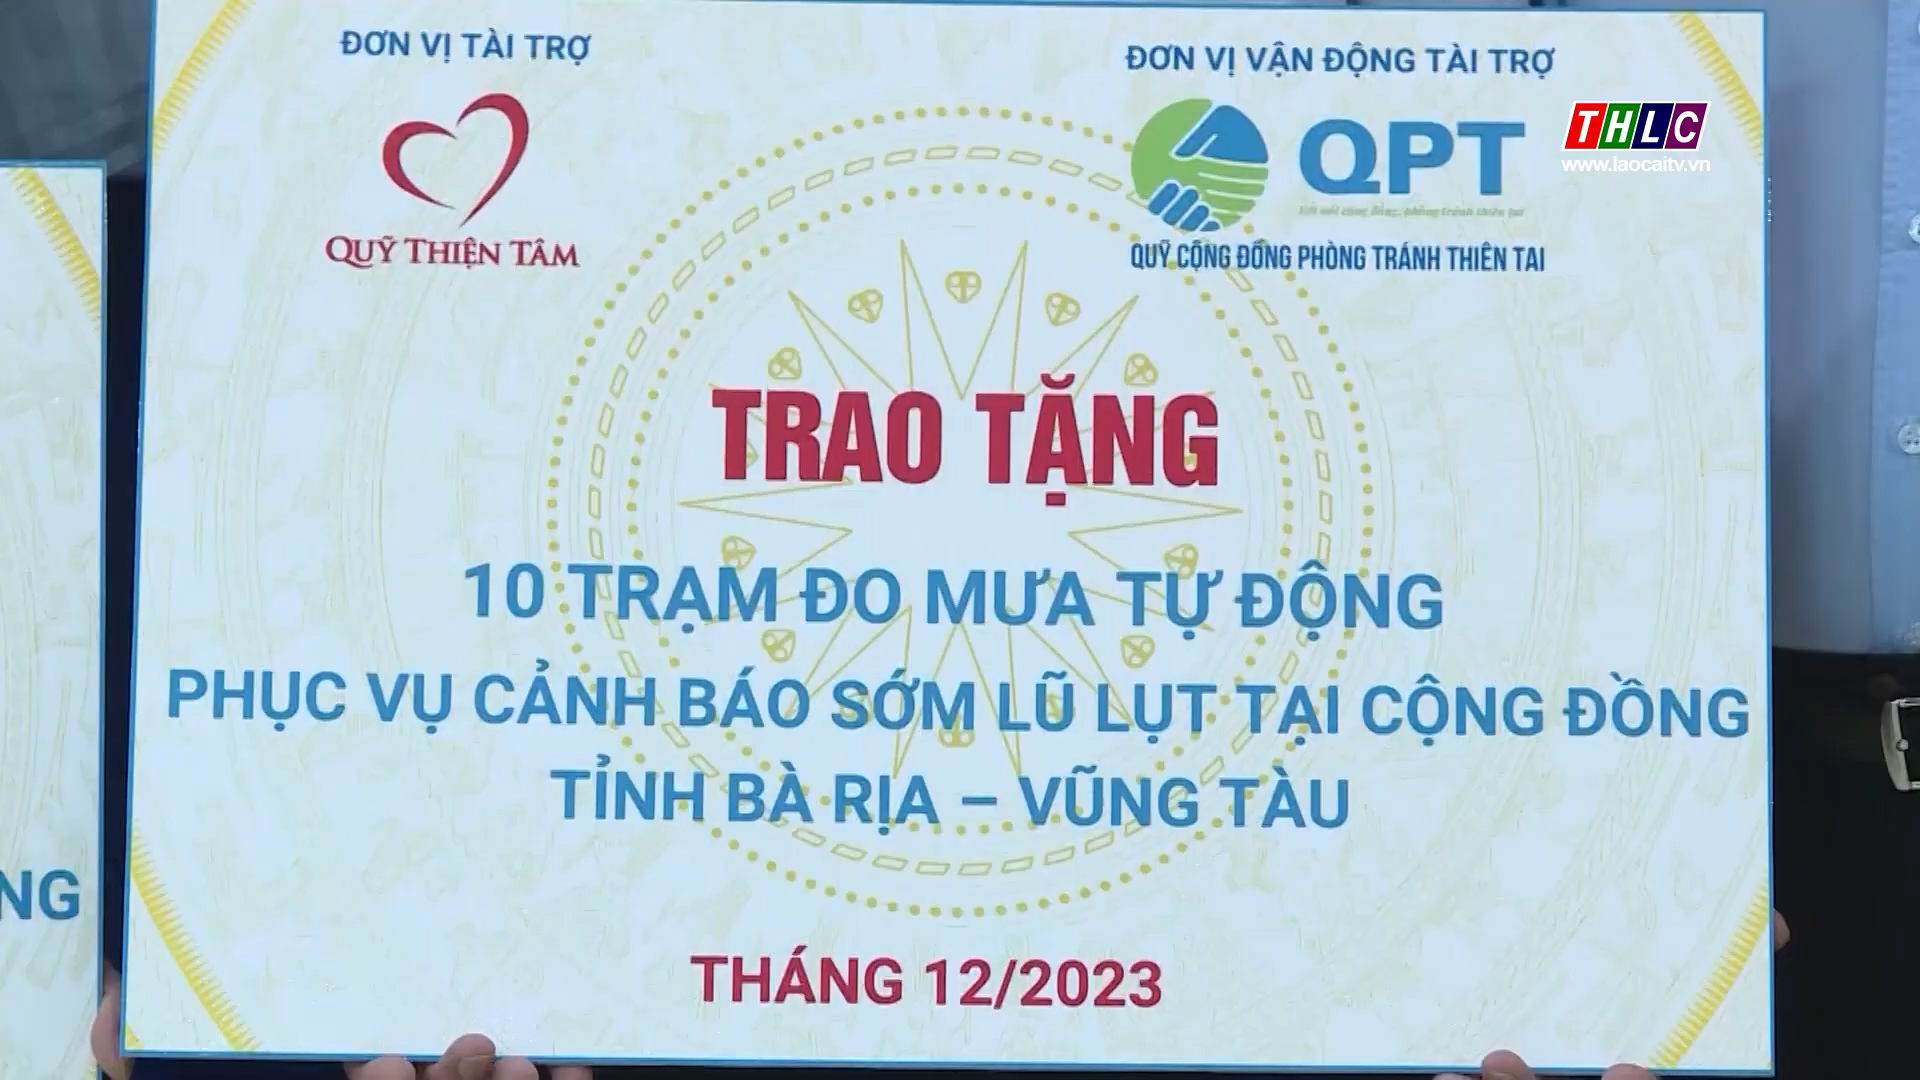 ĐƠN VỊ TÀI TRỢ
QUỸ THIỆN TÂM
ĐƠN VỊ VẬN ĐỘNG TÀI TRỢ
QPT
QUỸ CỘNG ĐỒNG PHÒNG TRÁNH THIÊN TAI
THLC
www.laocaitv.vn
TRAO TẶNG
10 TRẠM ĐO MƯA TỰ ĐỘNG
PHỤC VỤ CẢNH BÁO SỚM LŨ LỤT TẠI CỘNG ĐỒNG
TỈNH BÀ RỊA – VŨNG TÀU
THÁNG 12/2023
NG